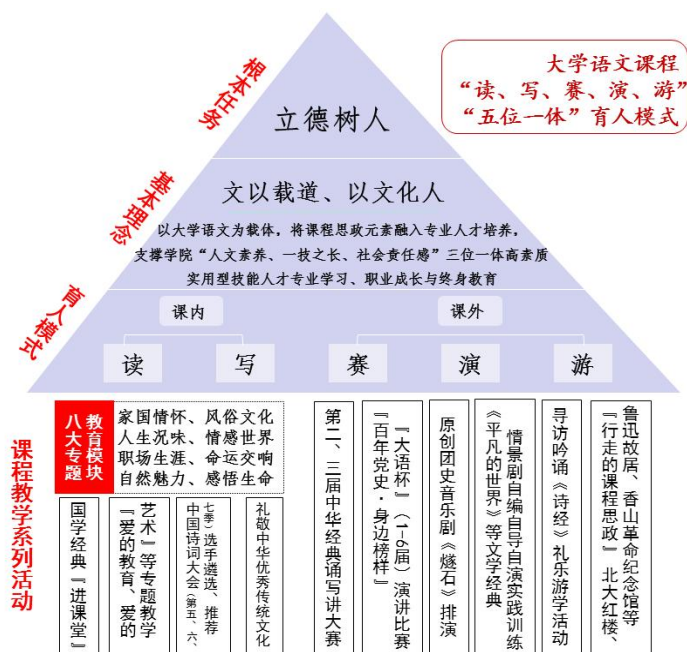 大学语文课程
“读、写、赛、演、游”
“五位一体”育人模式
根本任务
立德树人
基本理念
文以载道、以文化人
以大学语文为载体，将课程思政元素融入专业人才培养，
支撑学院“人文素养、一技之长、社会责任感”三位一体高素质
实用型技能人才专业学习、职业成长与终身教育
育人模式
课内
课外
读
写
赛
演
游
课程教学系列活动
八大专题
教育模块
家国情怀、风俗文化
人生况味、情感世界
职场生涯、命运交响
自然魅力、感悟生命
国学经典『进课堂』
『爱的教育、爱的
艺术』等专题教学
中国诗词大会（第五、六、
七季）选手遴选、推荐
礼敬中华优秀传统文化
第二、三届中华经典诵写讲大赛
『百年党史·身边榜样』
『大语杯』（1-6届）演讲比赛
原创团史音乐剧《燧石》排演
《平凡的世界》等文学经典
情景剧自编自导自演实践训练
寻访吟诵《诗经》礼乐游学活动
『行走的课程思政』 北大红楼、
鲁迅故居、香山革命纪念馆等